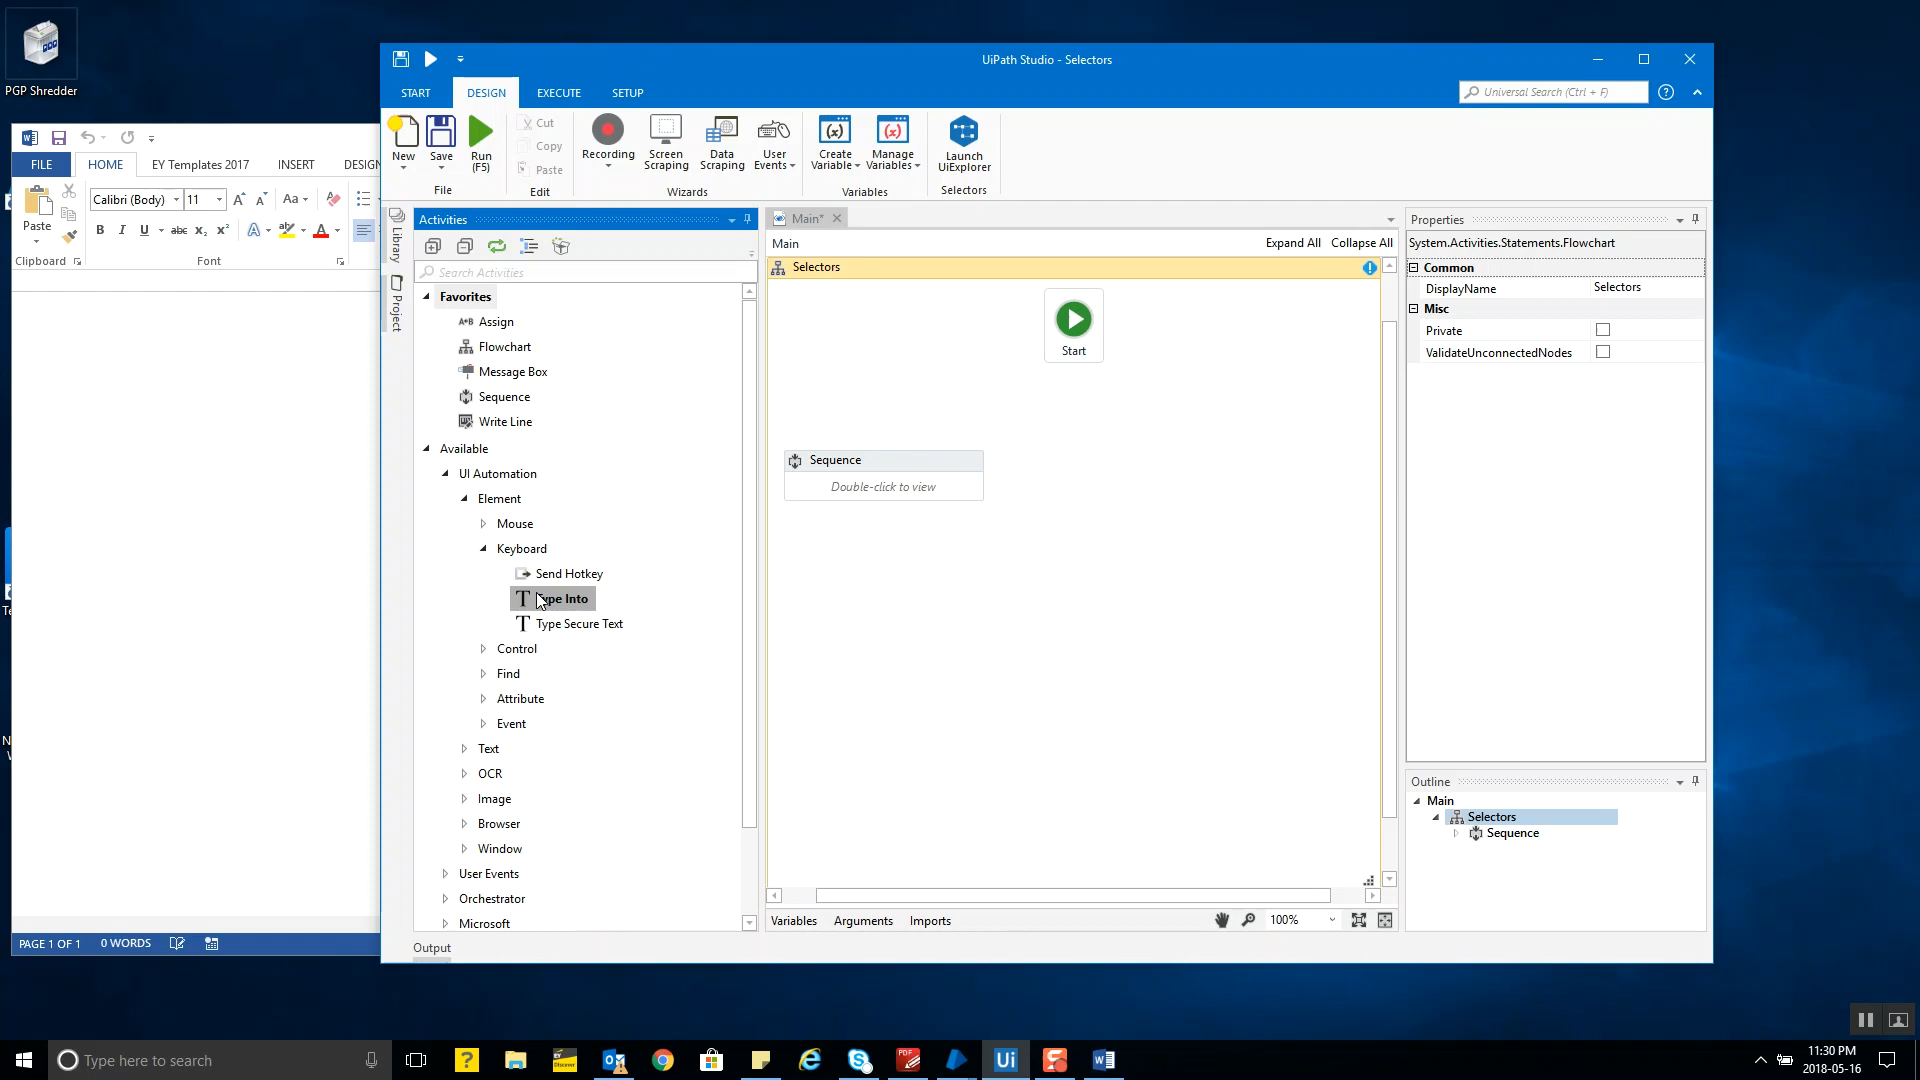 PGP Shredder
FILE
HOME
EY Templates 2017
INSERT
DESIGN
Calibri (Body)
11
Aa
Paste
B I U abc x₂ x²
A
A
Clipboard
Font
PAGE 1 OF 1
0 WORDS
UiPath Studio - Selectors
START
DESIGN
EXECUTE
SETUP
Universal Search (Ctrl + F)
New
Save
Run
(F5)
File
Cut
Copy
Paste
Edit
Recording
Screen
Scraping
Data
Scraping
User
Events
Wizards
Create
Variable
Manage
Variables
Variables
Launch
UiExplorer
Selectors
Library
Project
Activities
Search Activities
Favorites
A+B Assign
Flowchart
Message Box
Sequence
Write Line
Available
UI Automation
Element
Mouse
Keyboard
Send Hotkey
Type Into
Type Secure Text
Control
Find
Attribute
Event
Text
OCR
Image
Browser
Window
User Events
Orchestrator
Microsoft
Output
Main*
Main
Expand All
Collapse All
Selectors
Start
Sequence
Double-click to view
Variables
Arguments
Imports
100%
Properties
System.Activities.Statements.Flowchart
Common
DisplayName
Selectors
Misc
Private
ValidateUnconnectedNodes
Outline
Main
Selectors
Sequence
Type here to search
11:30 PM
2018-05-16